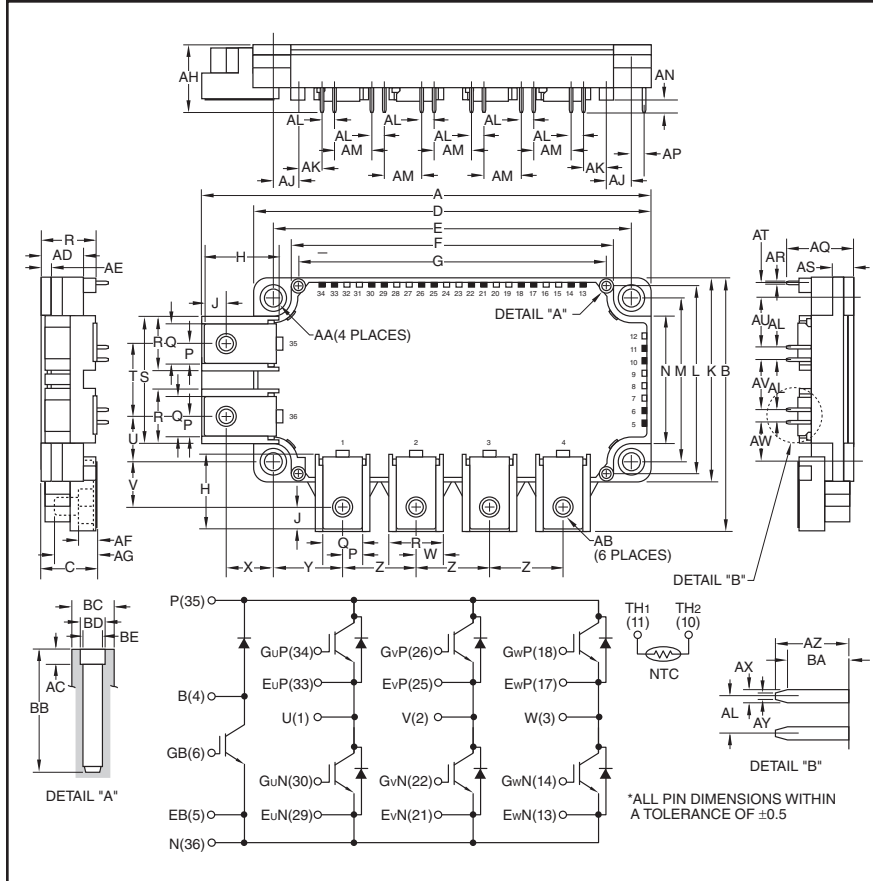 AH
AN
AL AL AL AL
AL AL AL
AM AM AM
AP
AK AM AM AK
AJ AJ
A
D
E
F
G
R
AD
AE
H
J
AT
AR
AQ
AS
34 33 32 31 30 29 28 27 26 25 24 23 22 21 20 19 18 17 16 15 14 13
DETAIL "A"
AA(4 PLACES)
12
11
10
9
8
7
6
5
35
36
R Q P
T S
R Q P
U
V
N M L K B
AU AL
AV AL
AW
1 2 3 4
H
J
Q
P
R
W
AB
(6 PLACES)
X Y Z Z Z
AF
AG
C
DETAIL "B"
BC
BD
BE
AC
BB
DETAIL "A"
P(35)
GUP(34) GVP(26) GWP(18)
EUP(33) EVP(25) EWP(17)
B(4)
U(1) V(2) W(3)
GB(6)
GUN(30) GVN(22) GWN(14)
EB(5) EUN(29) EVN(21) EWN(13)
N(36)
TH1 TH2
(11) (10)
NTC
AZ
BA
AX
AL
AY
DETAIL "B"
*ALL PIN DIMENSIONS WITHIN
A TOLERANCE OF ±0.5